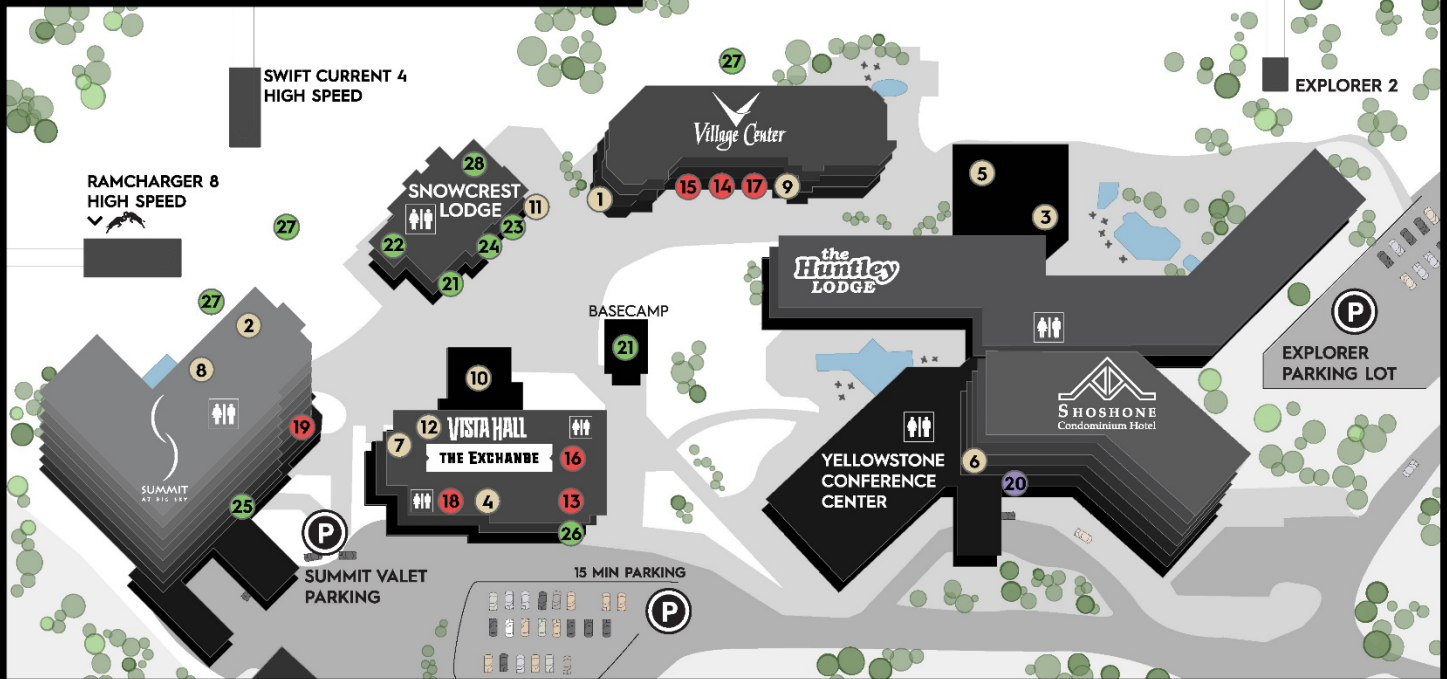 SWIFT CURRENT 4
HIGH SPEED
27
EXPLORER 2
Village Center
RAMCHARGER 8
HIGH SPEED
28
SNOWCREST
LODGE
11
1
15
14
17
9
5
3
27
22
23
24
21
the
Huntley
LODGE
27
2
BASECAMP
21
P
EXPLORER
PARKING LOT
8
10
SHOSHONE
Condominium Hotel
19
12
VISTA HALL
7
THE EXCHANGE
16
YELLOWSTONE
CONFERENCE
CENTER
6
20
SUMMIT
AT BIG SKY
25
18
4
13
26
P
SUMMIT VALET
PARKING
15 MIN PARKING
P